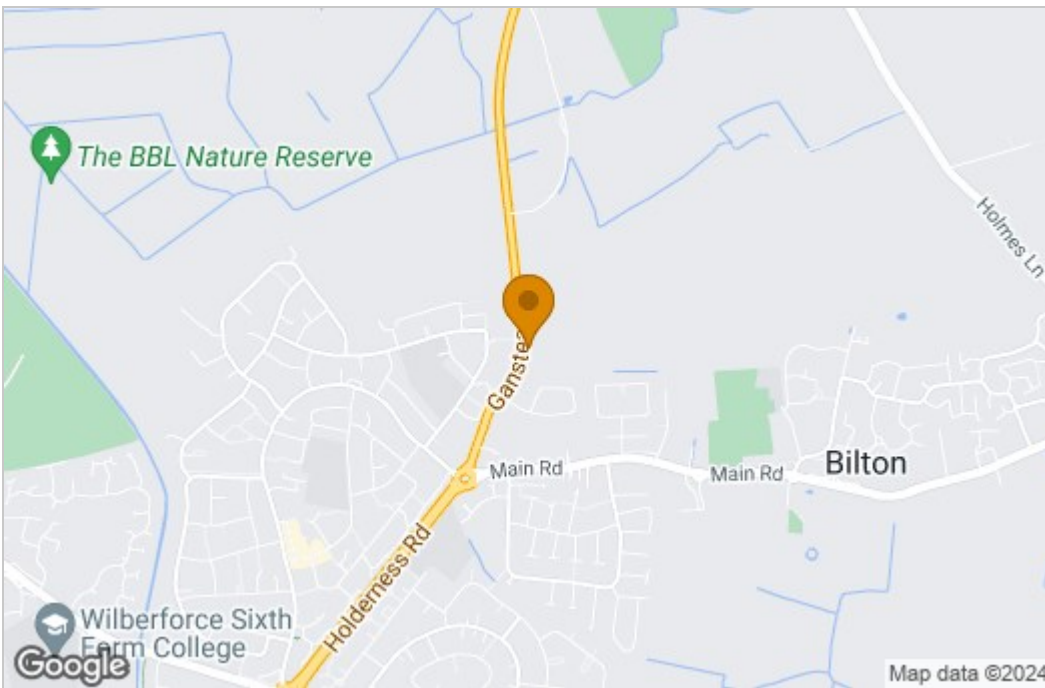 The BBL Nature Reserve
Holmes Ln
Main Rd
Main Rd
Bilton
Holderness Rd
Wilberforce Sixth
Form College
Google
Map data ©2024